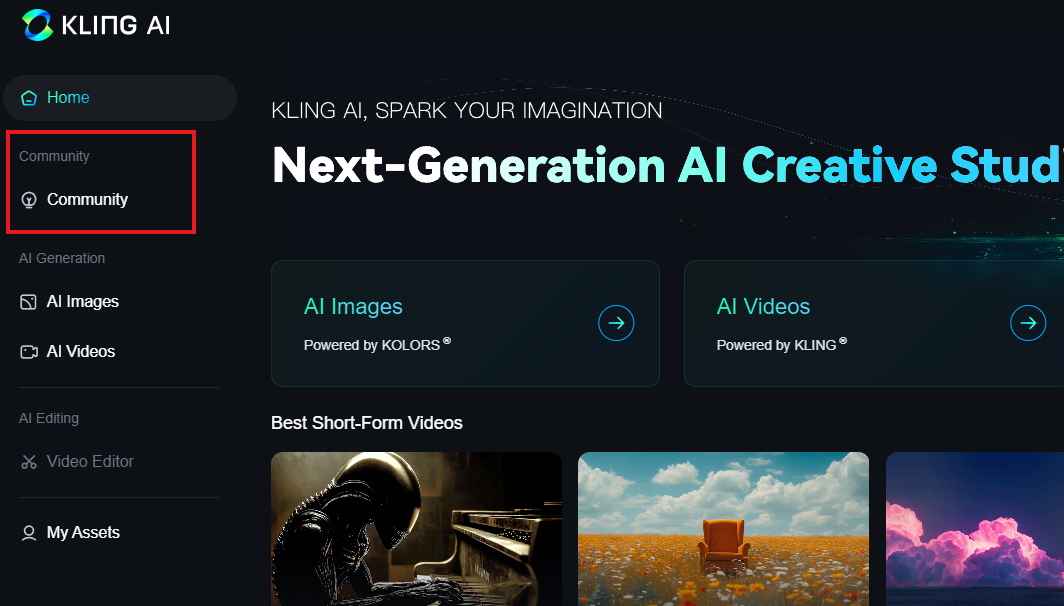 KLING AI
Home
Community
Community
AI Generation
AI Images
AI Videos
AI Editing
Video Editor
My Assets
KLING AI, SPARK YOUR IMAGINATION
Next-Generation AI Creative Stud
AI Images
Powered by KOLORS ®
AI Videos
Powered by KLING ®
Best Short-Form Videos